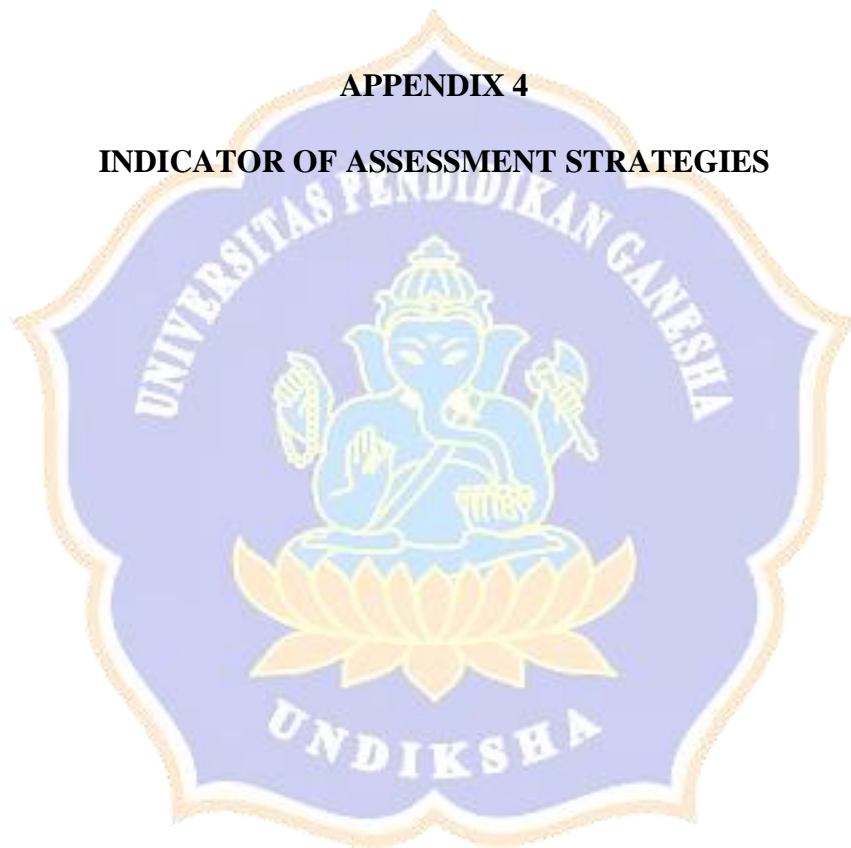 APPENDIX 4
INDICATOR OF ASSESSMENT STRATEGIES
UNIVERSITAS PENDIDIKAN GANESHA
UNDIKSHA